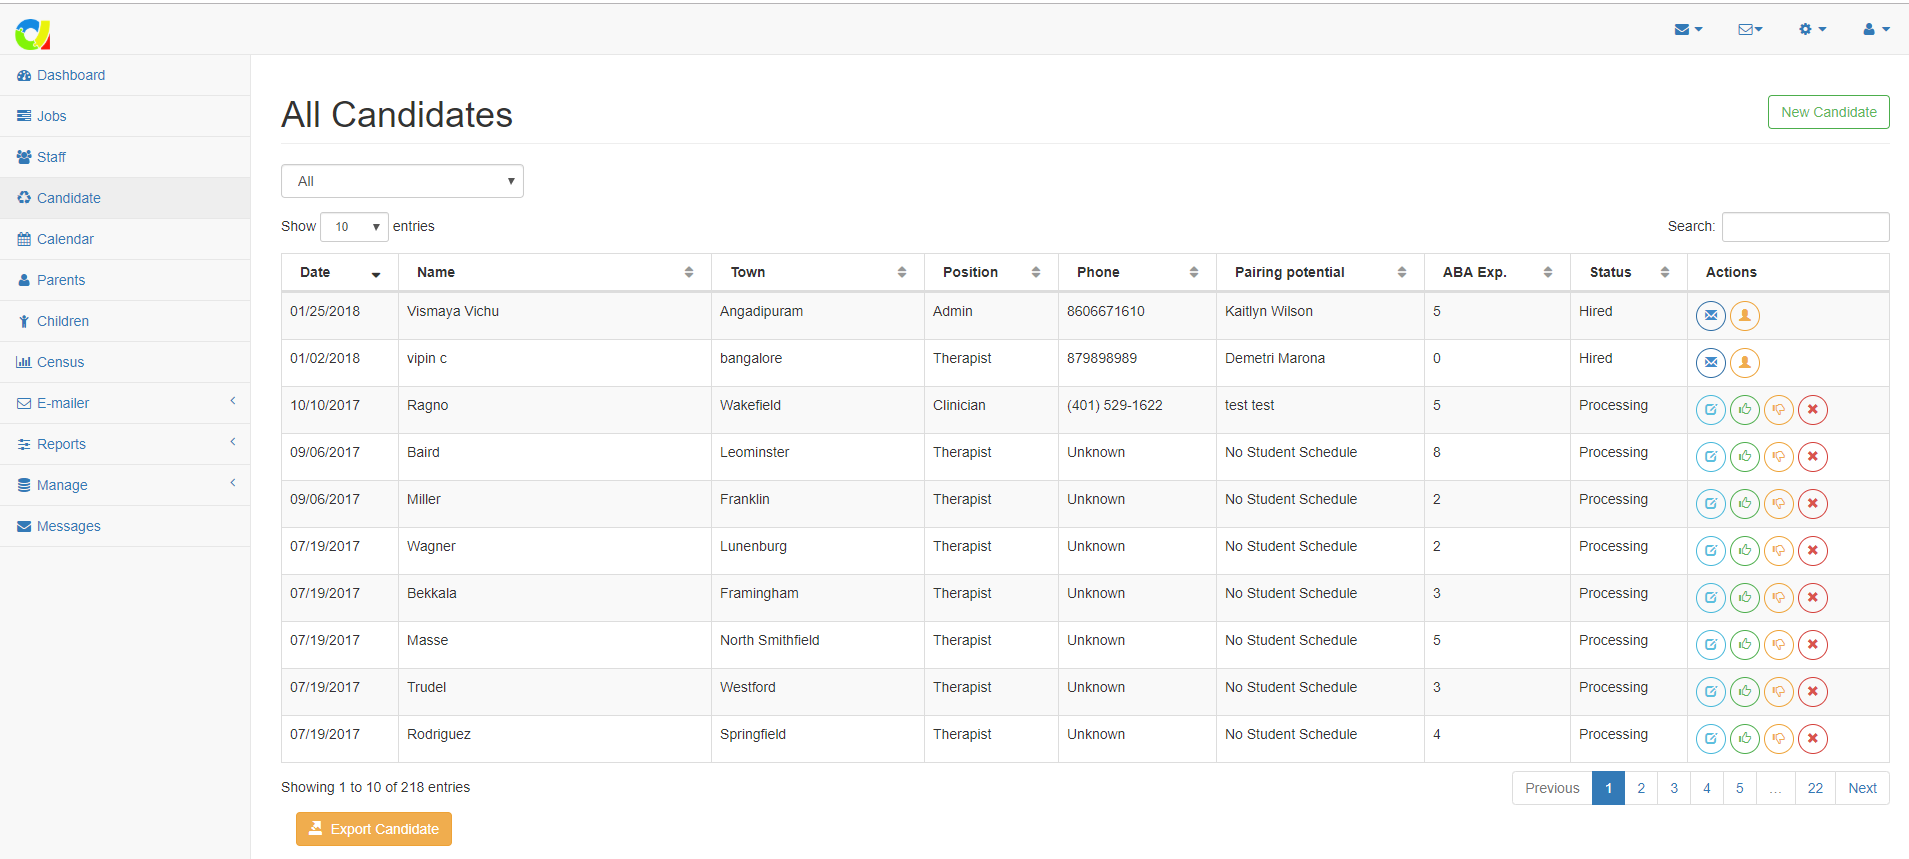 Dashboard
Jobs
Staff
Candidate
Calendar
Parents
Children
Census
E-mailer
Reports
Manage
Messages
All Candidates
New Candidate
All
Show 10 entries
Search:
Date Name Town Position Phone Pairing potential ABA Exp. Status Actions
01/25/2018 Vismaya Vichu Angadipuram Admin 8606671610 Kaitlyn Wilson 5 Hired
01/02/2018 vipin c bangalore Therapist 879898989 Demetri Marona 0 Hired
10/10/2017 Ragno Wakefield Clinician (401) 529-1622 test test 5 Processing
09/06/2017 Baird Leominster Therapist Unknown No Student Schedule 8 Processing
09/06/2017 Miller Franklin Therapist Unknown No Student Schedule 2 Processing
07/19/2017 Wagner Lunenburg Therapist Unknown No Student Schedule 2 Processing
07/19/2017 Bekkala Framingham Therapist Unknown No Student Schedule 3 Processing
07/19/2017 Masse North Smithfield Therapist Unknown No Student Schedule 5 Processing
07/19/2017 Trudel Westford Therapist Unknown No Student Schedule 3 Processing
07/19/2017 Rodriguez Springfield Therapist Unknown No Student Schedule 4 Processing
Showing 1 to 10 of 218 entries
Previous 1 2 3 4 5 … 22 Next
Export Candidate